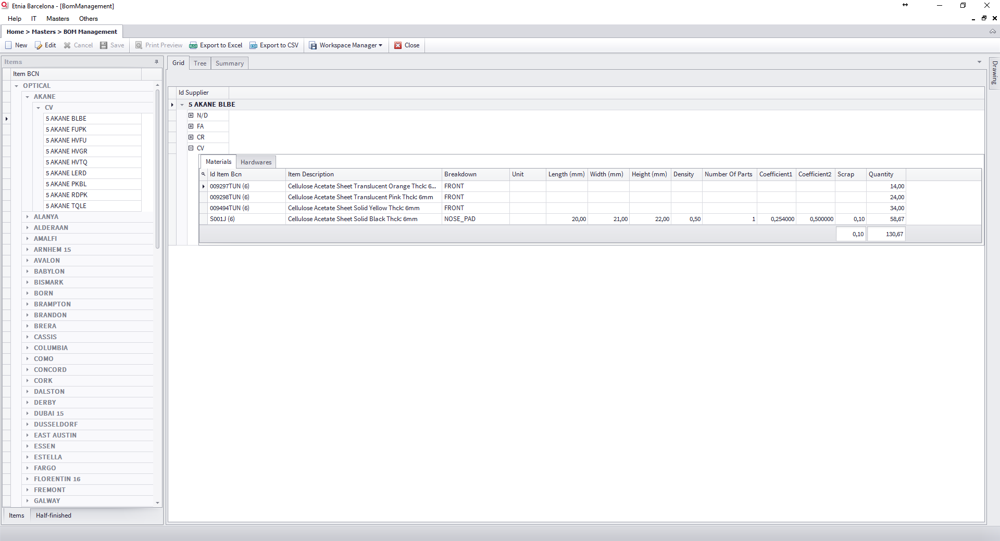 Etnia Barcelona - [BomManagement]
Help IT Masters Others
Home > Masters > BOM Management
New Edit Cancel Save Print Preview Export to Excel Export to CSV Workspace Manager Close
Items
Item BCN
OPTICAL
AKANE
CV
5 AKANE BLBE
5 AKANE FUPK
5 AKANE HVFU
5 AKANE HVGR
5 AKANE HVTQ
5 AKANE LERD
5 AKANE PKBL
5 AKANE RDPK
5 AKANE TQLE
ALANYA
ALDERAAN
AMALFI
ARNHEM 15
AVALON
BABYLON
BISMARK
BORN
BRAMPTON
BRANDON
BRERA
CASSIS
COLUMBIA
COMO
CONCORD
CORK
DALSTON
DERBY
DUBAI 15
DUSSELDORF
EAST AUSTIN
ESSEN
ESTELLA
FARGO
FLORENTIN 16
FREMONT
GALWAY
Items Half-finished
Grid Tree Summary
Id Supplier
5 AKANE BLBE
N/D
FA
CR
CV
Materials Hardwares
Id Item Bcn Item Description Breakdown Unit Length (mm) Width (mm) Height (mm) Density Number Of Parts Coefficient1 Coefficient2 Scrap Quantity
009297TUN (6) Cellulose Acetate Sheet Translucent Orange Thck: 6... FRONT 14,00
009298TUN (6) Cellulose Acetate Sheet Translucent Pink Thck: 6mm FRONT 24,00
009494TUN (6) Cellulose Acetate Sheet Solid Yellow Thck: 6mm FRONT 34,00
S001J (6) Cellulose Acetate Sheet Solid Black Thck: 6mm NOSE_PAD 20,00 21,00 22,00 0,50 1 0,254000 0,500000 0,10 58,67
0,10 130,67
Drawing